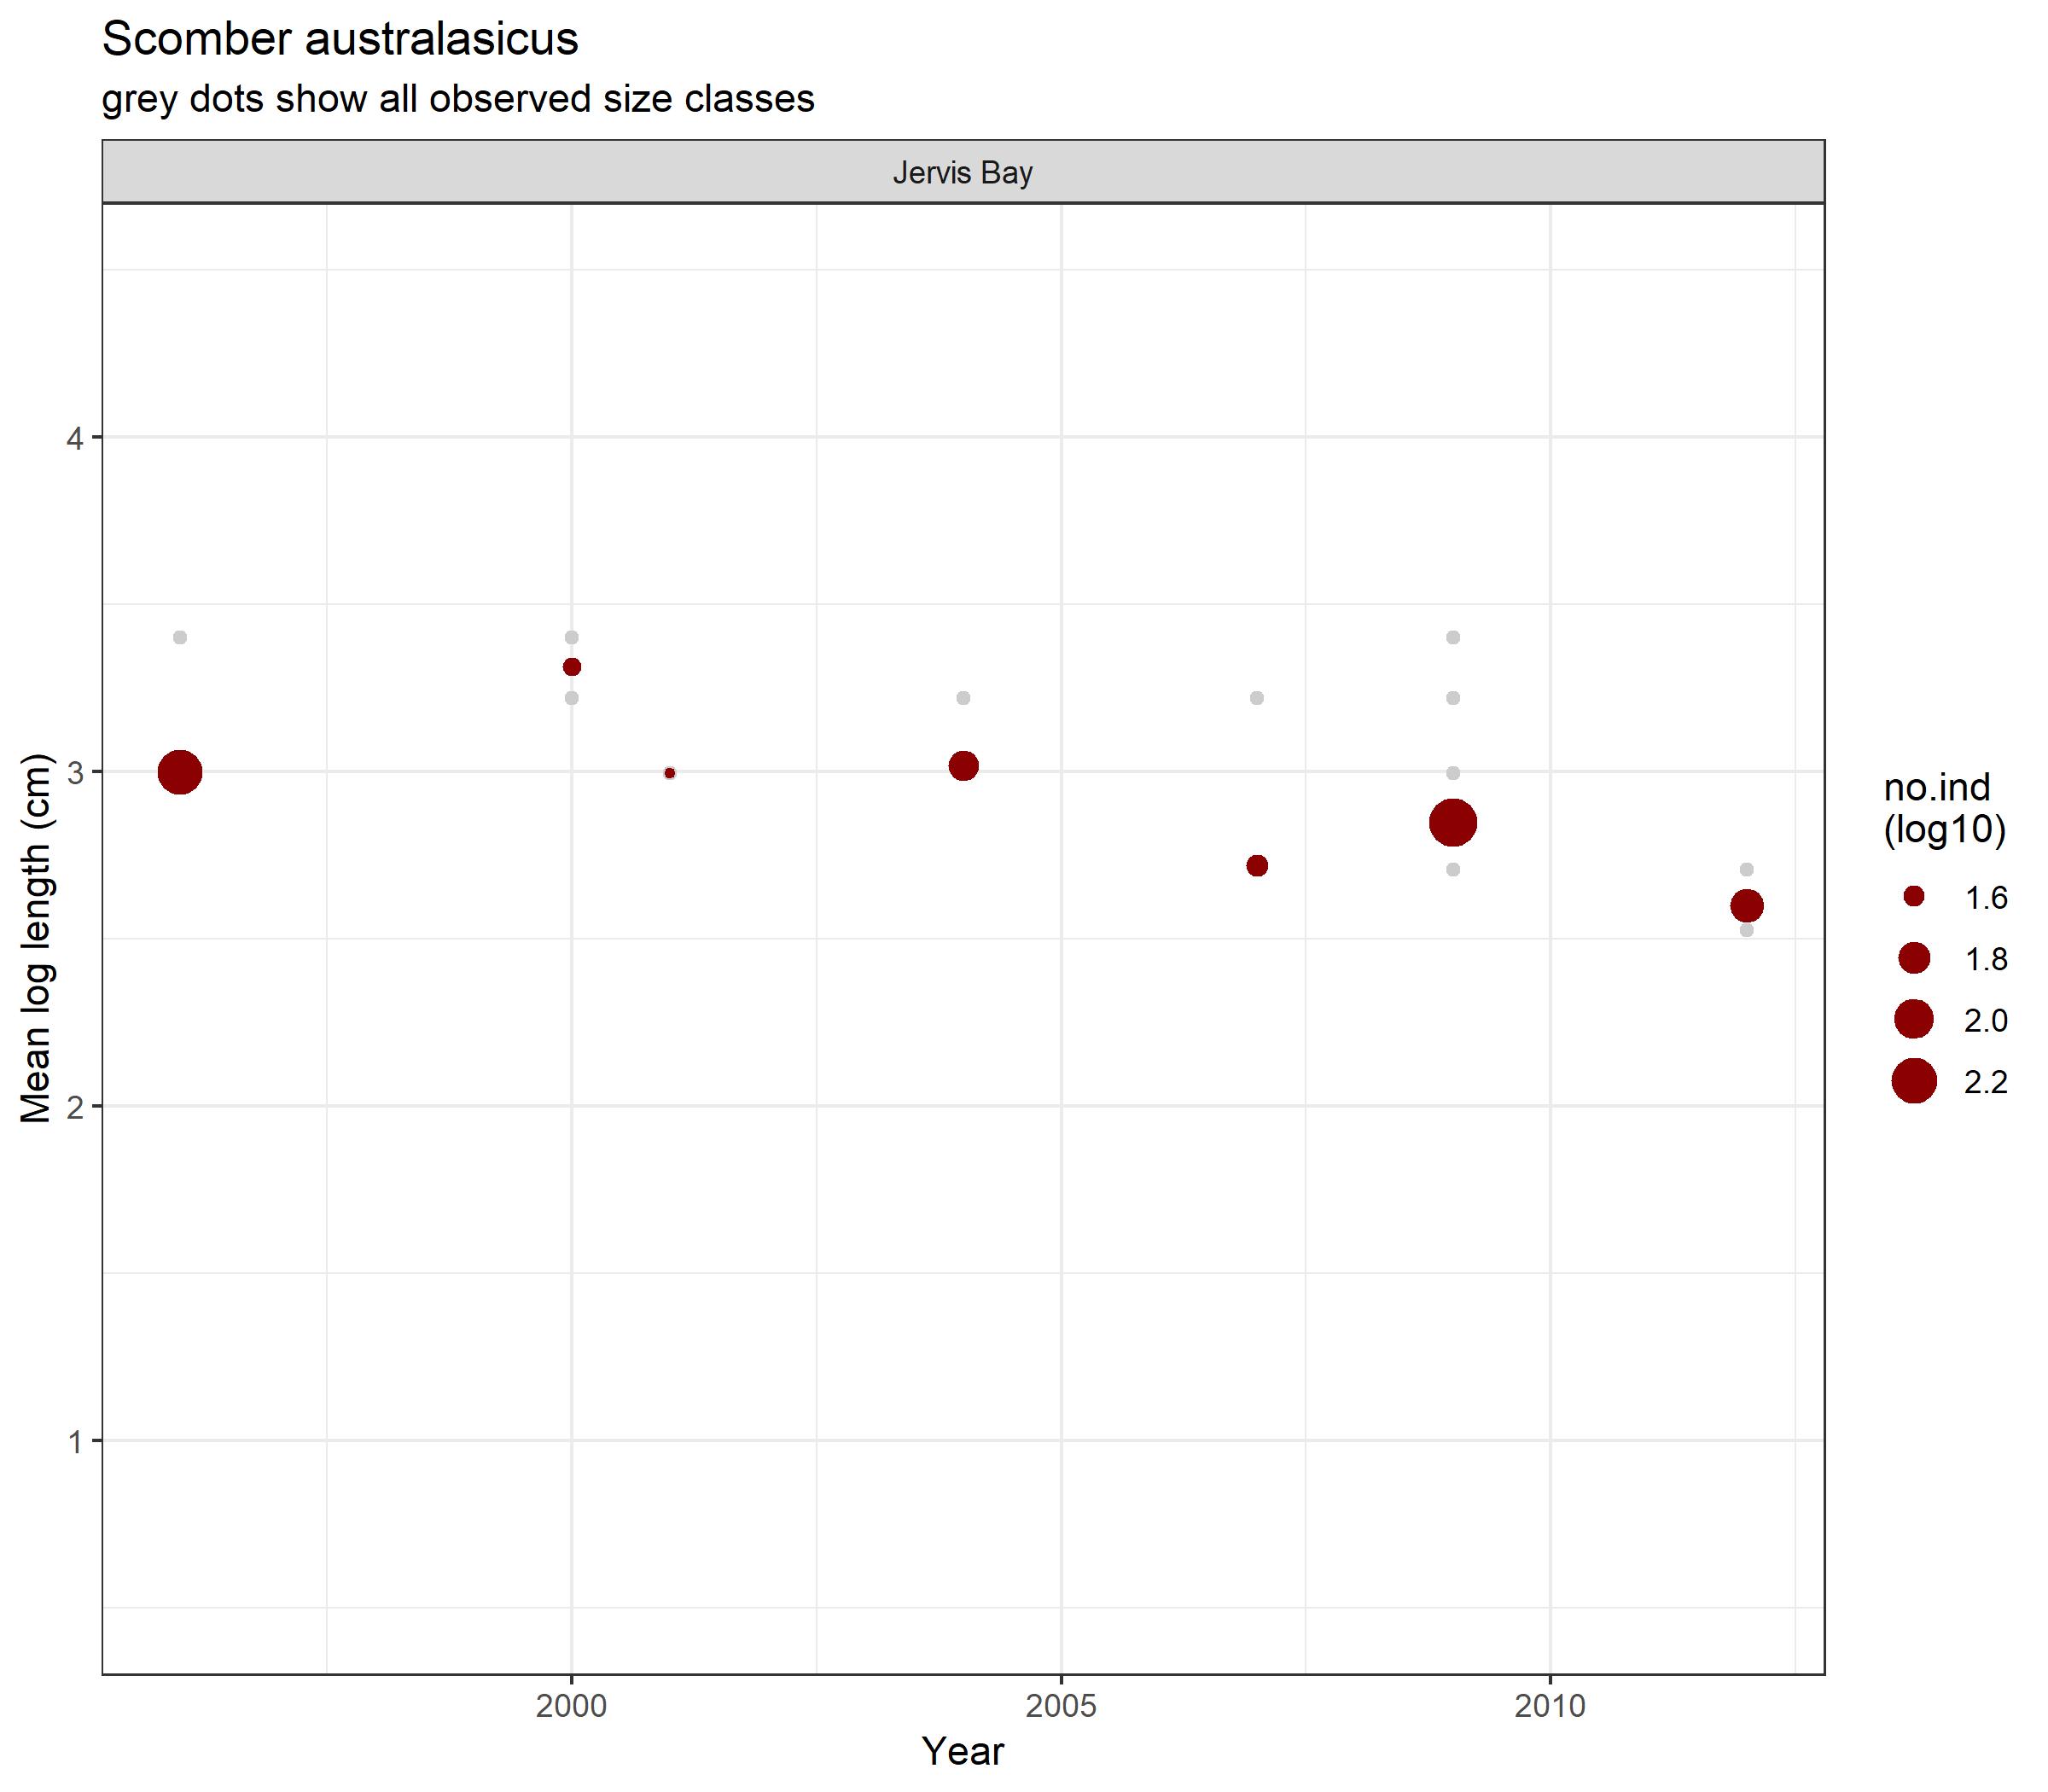 Scomber australasicus
grey dots show all observed size classes
Jervis Bay
Mean log length (cm)
4
3
2
1
2000 2005 2010
Year
no.ind
(log10)
1.6
1.8
2.0
2.2